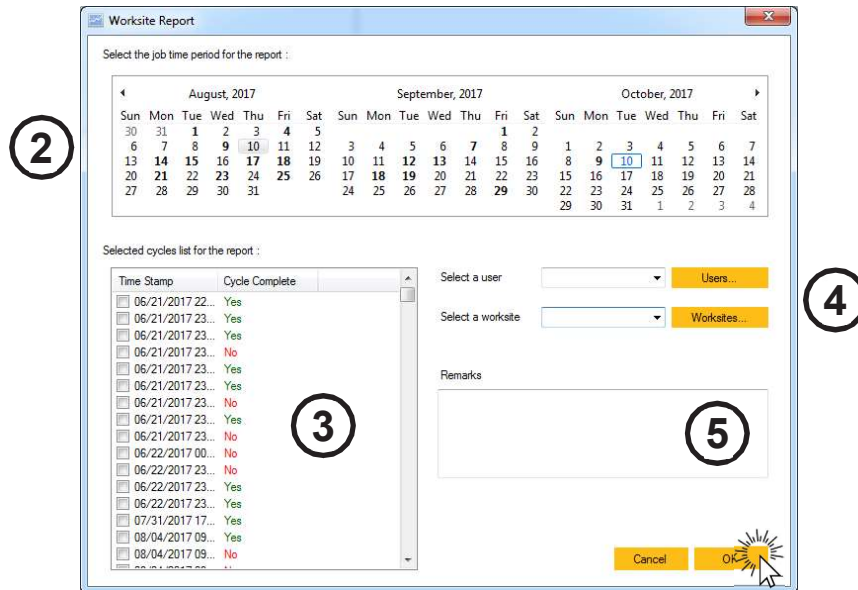 Worksite Report
Select the job time period for the report :
August, 2017
Sun Mon Tue Wed Thu Fri Sat
30 31 1 2 3 4 5
6 7 8 9 10 11 12
13 14 15 16 17 18 19
20 21 22 23 24 25 26
27 28 29 30 31
September, 2017
Sun Mon Tue Wed Thu Fri Sat
1 2
3 4 5 6 7 8 9
10 11 12 13 14 15 16
17 18 19 20 21 22 23
24 25 26 27 28 29 30
October, 2017
Sun Mon Tue Wed Thu Fri Sat
1 2 3 4 5 6 7
8 9 10 11 12 13 14
15 16 17 18 19 20 21
22 23 24 25 26 27 28
29 30 31 1 2 3 4
2
Selected cycles list for the report :
Time Stamp Cycle Complete
06/21/2017 22... Yes
06/21/2017 23... Yes
06/21/2017 23... Yes
06/21/2017 23... No
06/21/2017 23... Yes
06/21/2017 23... Yes
06/21/2017 23... No
06/21/2017 23... Yes
06/21/2017 23... No
06/22/2017 00... No
06/22/2017 23... No
06/22/2017 23... Yes
06/22/2017 23... Yes
07/31/2017 17... Yes
08/04/2017 09... Yes
08/04/2017 09... No
3
Select a user
Users...
Select a worksite
Worksites...
4
Remarks
5
Cancel
OK